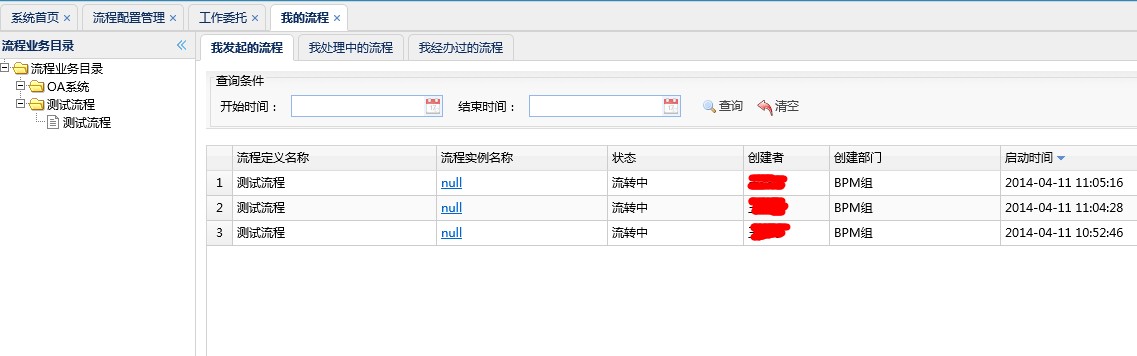 系统首页 × 流程配置管理 × 工作委托 × 我的流程 ×
流程业务目录
流程业务目录
OA系统
测试流程
测试流程
我发起的流程 我处理中的流程 我经办过的流程
查询条件
开始时间： 结束时间： 查询 清空
流程定义名称 流程实例名称 状态 创建者 创建部门 启动时间
1 测试流程 null 流转中 BPM组 2014-04-11 11:05:16
2 测试流程 null 流转中 BPM组 2014-04-11 11:04:28
3 测试流程 null 流转中 BPM组 2014-04-11 10:52:46